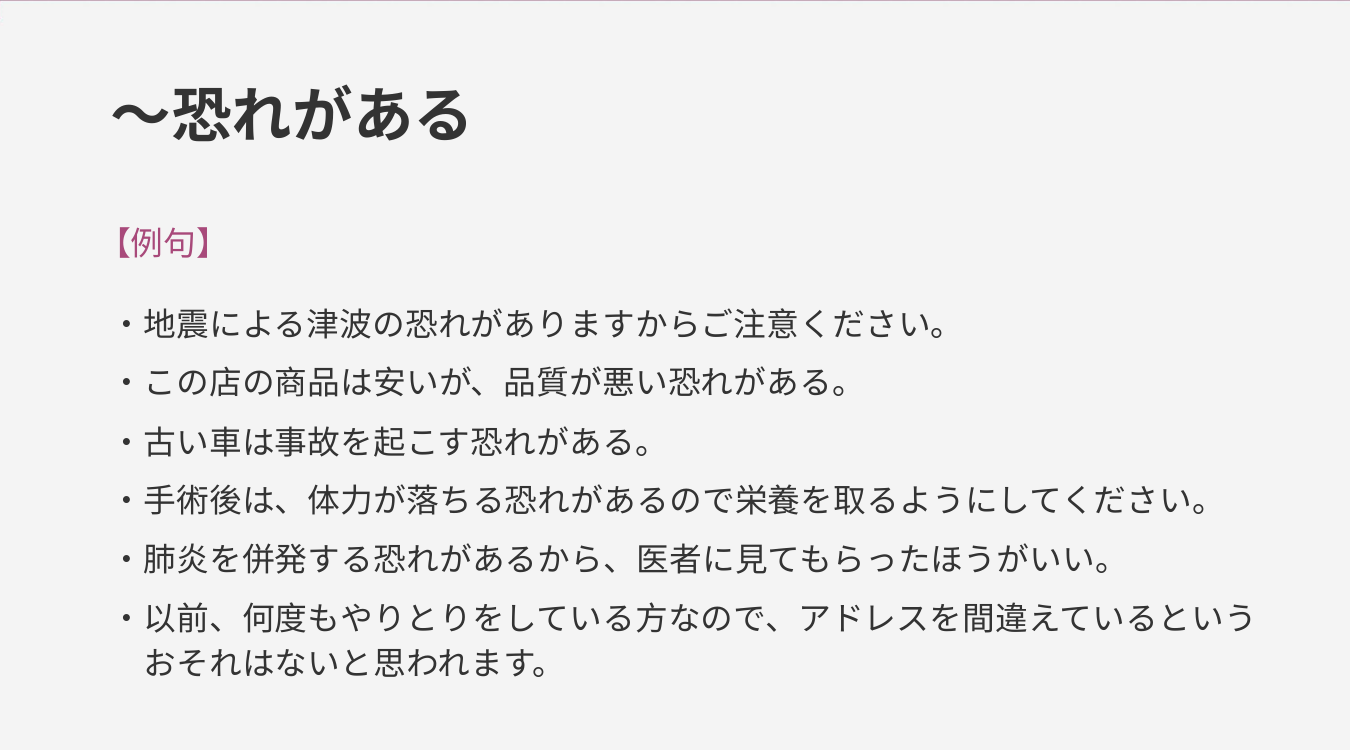 〜恐れがある
【例句】
・地震による津波の恐れがありますからご注意ください。
・この店の商品は安いが、品質が悪い恐れがある。
・古い車は事故を起こす恐れがある。
・手術後は、体力が落ちる恐れがあるので栄養を取るようにしてください。
・肺炎を併発する恐れがあるから、医者に見てもらったほうがいい。
・以前、何度もやりとりをしている方なので、アドレスを間違えているという
おそれはないと思われます。